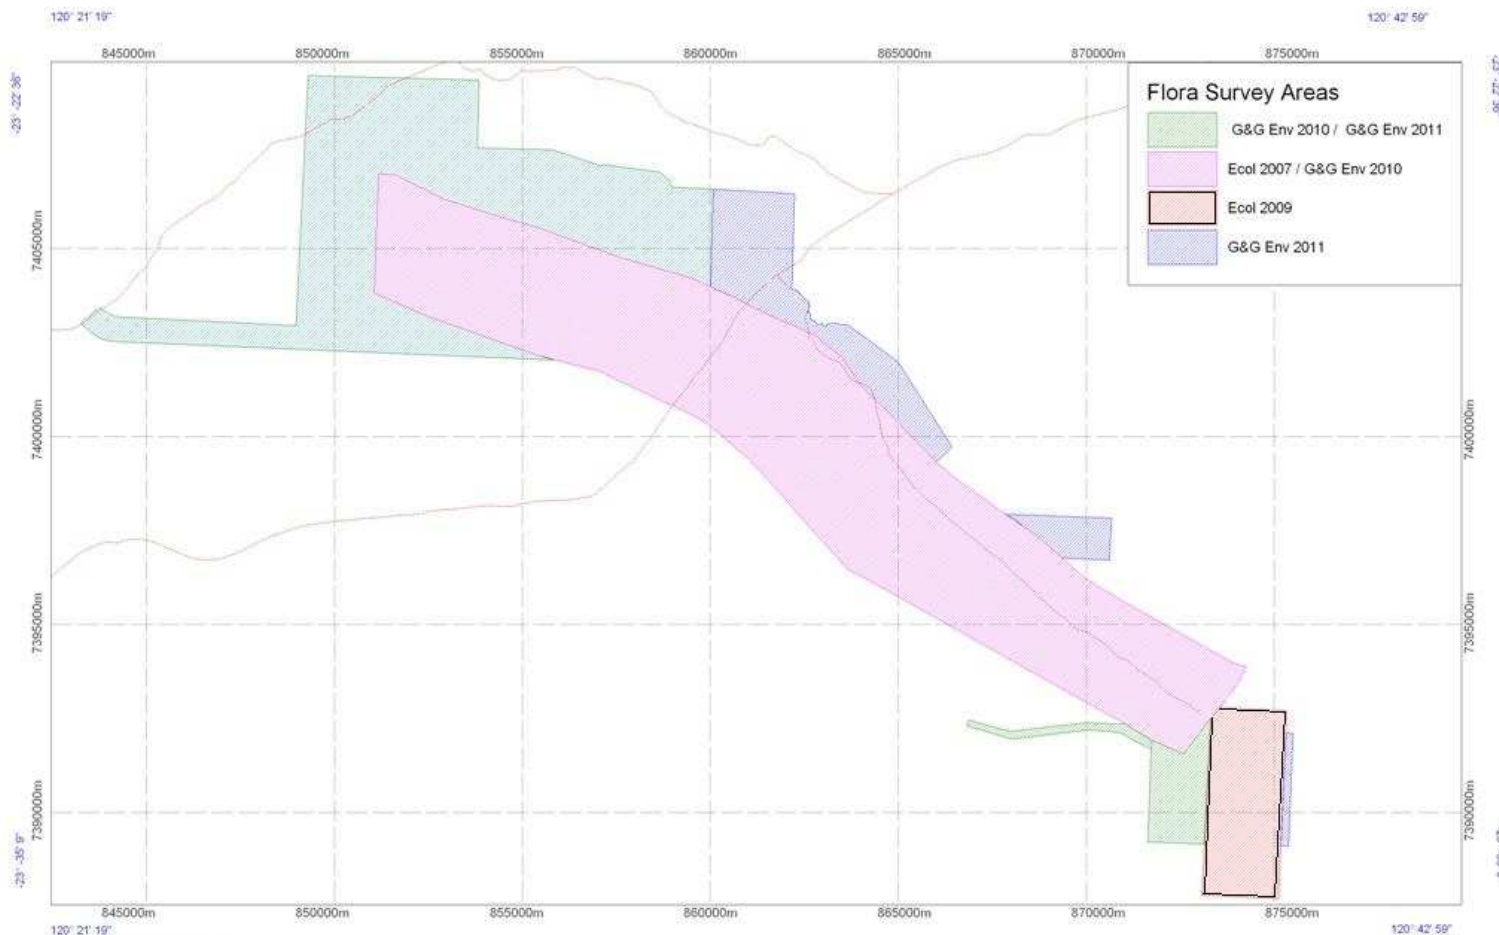 120° 21' 19"
120° 42' 59"
845000m
850000m
855000m
860000m
865000m
870000m
875000m
-23° -22' 36"
Flora Survey Areas
G&G Env 2010 / G&G Env 2011
Ecol 2007 / G&G Env 2010
Ecol 2009
G&G Env 2011
7405000m
7400000m
7400000m
7395000m
7395000m
7390000m
7390000m
-23° -35' 9"
845000m
850000m
855000m
860000m
865000m
870000m
875000m
120° 21' 19"
120° 42' 59"